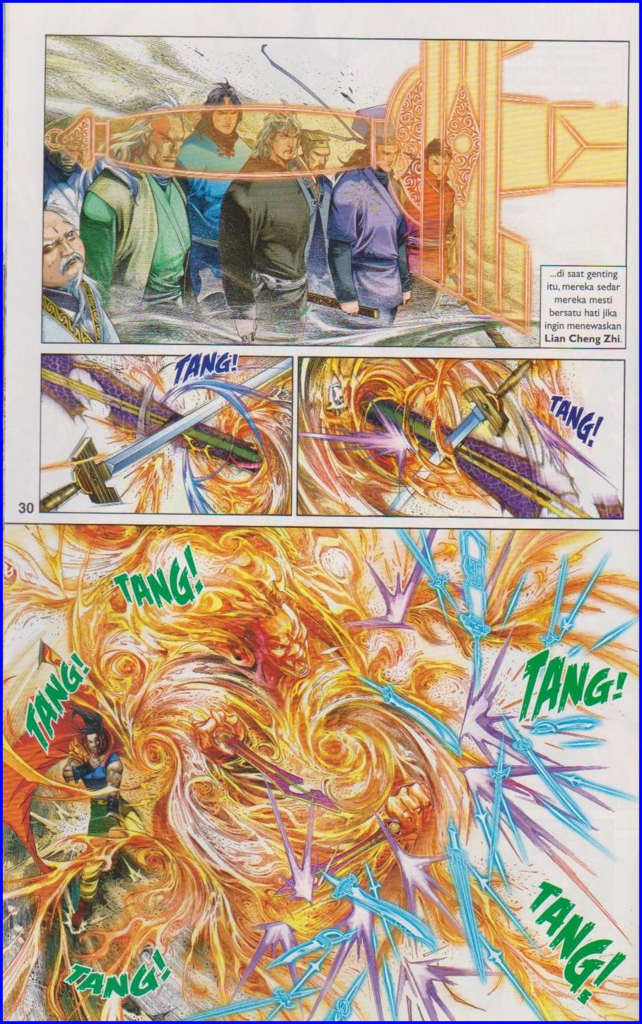 ...di saat genting
itu, mereka sedar
mereka mesti
bersatu hati jika
ingin menewaskan
Lian Cheng Zhi.
TANG!
TANG!
30
TANG!
TANG!
TANG!
TANG!
TANG!